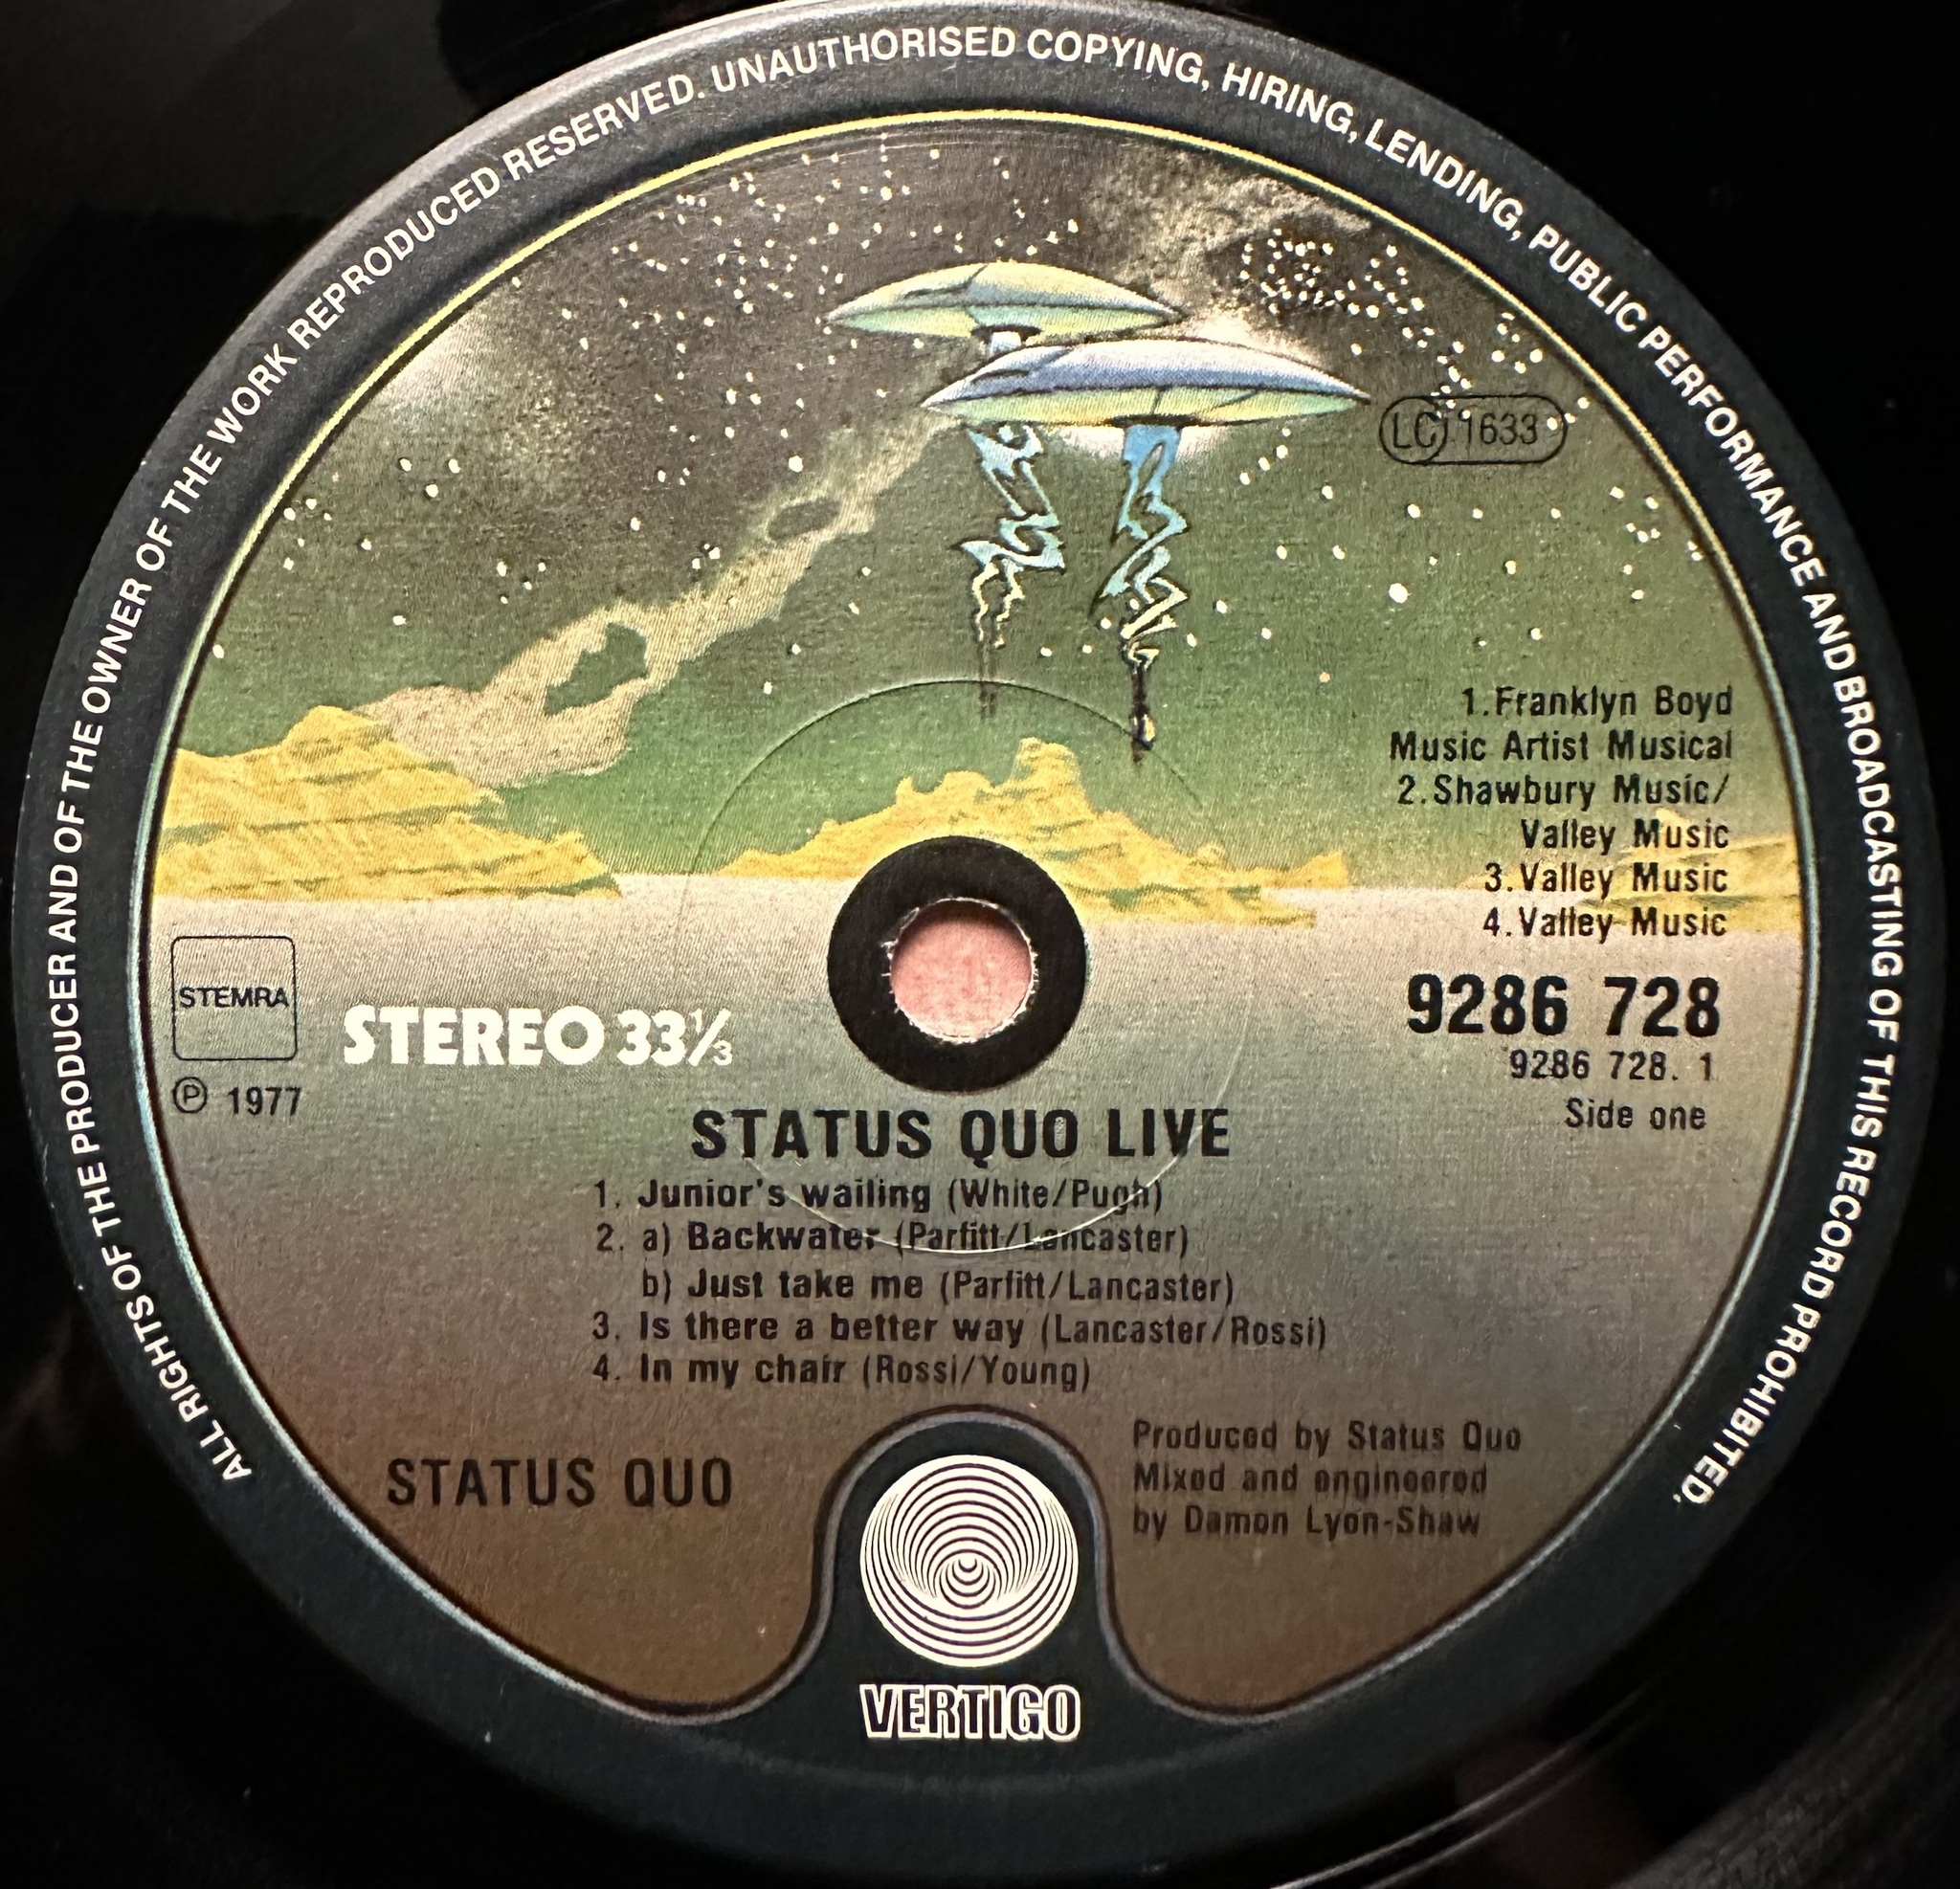 ALL RIGHTS OF THE PRODUCER AND OF THE OWNER OF THE WORK REPRODUCED RESERVED. UNAUTHORISED COPYING, HIRING, LENDING, PUBLIC PERFORMANCE AND BROADCASTING OF THIS RECORD PROHIBITED.
LC 1633
1.Franklyn Boyd
Music Artist Musical
2.Shawbury Music/
Valley Music
3.Valley Music
4.Valley Music
STEMRA
STEREO 33⅓
℗ 1977
9286 728
9286 728. 1
Side one
STATUS QUO LIVE
1. Junior's wailing (White/Pugh)
2. a) Backwater (Parfitt/Lancaster)
b) Just take me (Parfitt/Lancaster)
3. Is there a better way (Lancaster/Rossi)
4. In my chair (Rossi/Young)
STATUS QUO
Produced by Status Quo
Mixed and engineered
by Damon Lyon-Shaw
VERTIGO